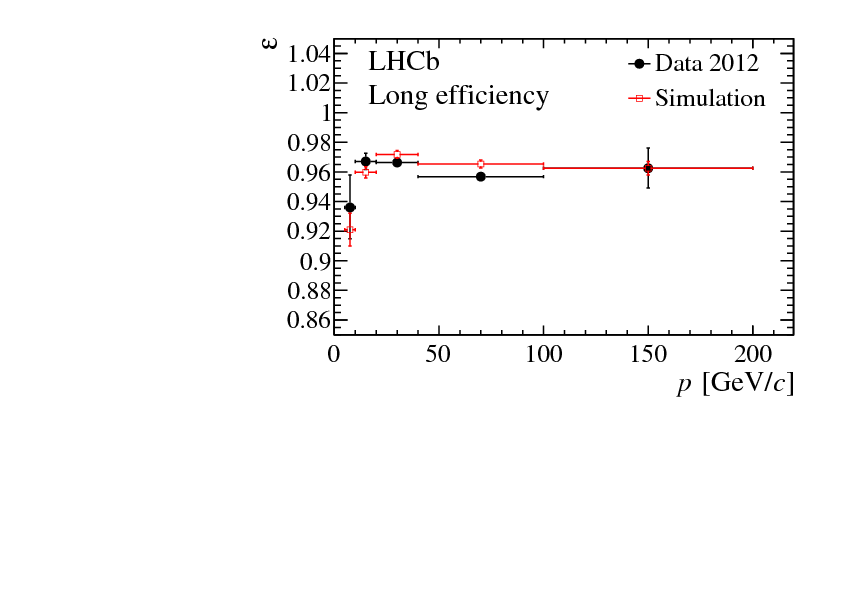 ε
1.04
1.02
1
0.98
0.96
0.94
0.92
0.9
0.88
0.86
LHCb
Long efficiency
Data 2012
Simulation
0 50 100 150 200
p [GeV/c]